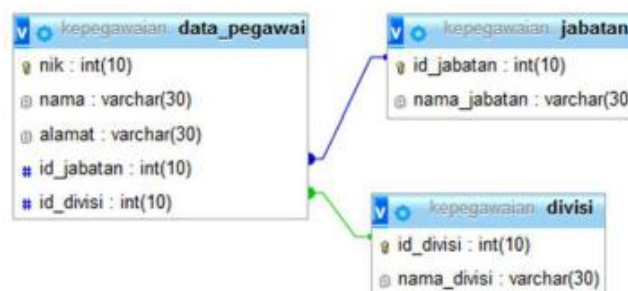 kepegawaian data_pegawai
nik : int(10)
nama : varchar(30)
alamat : varchar(30)
# id_jabatan : int(10)
# id_divisi : int(10)
kepegawaian jabatan
id_jabatan : int(10)
nama_jabatan : varchar(30
kepegawaian divisi
id_divisi : int(10)
nama_divisi : varchar(30)